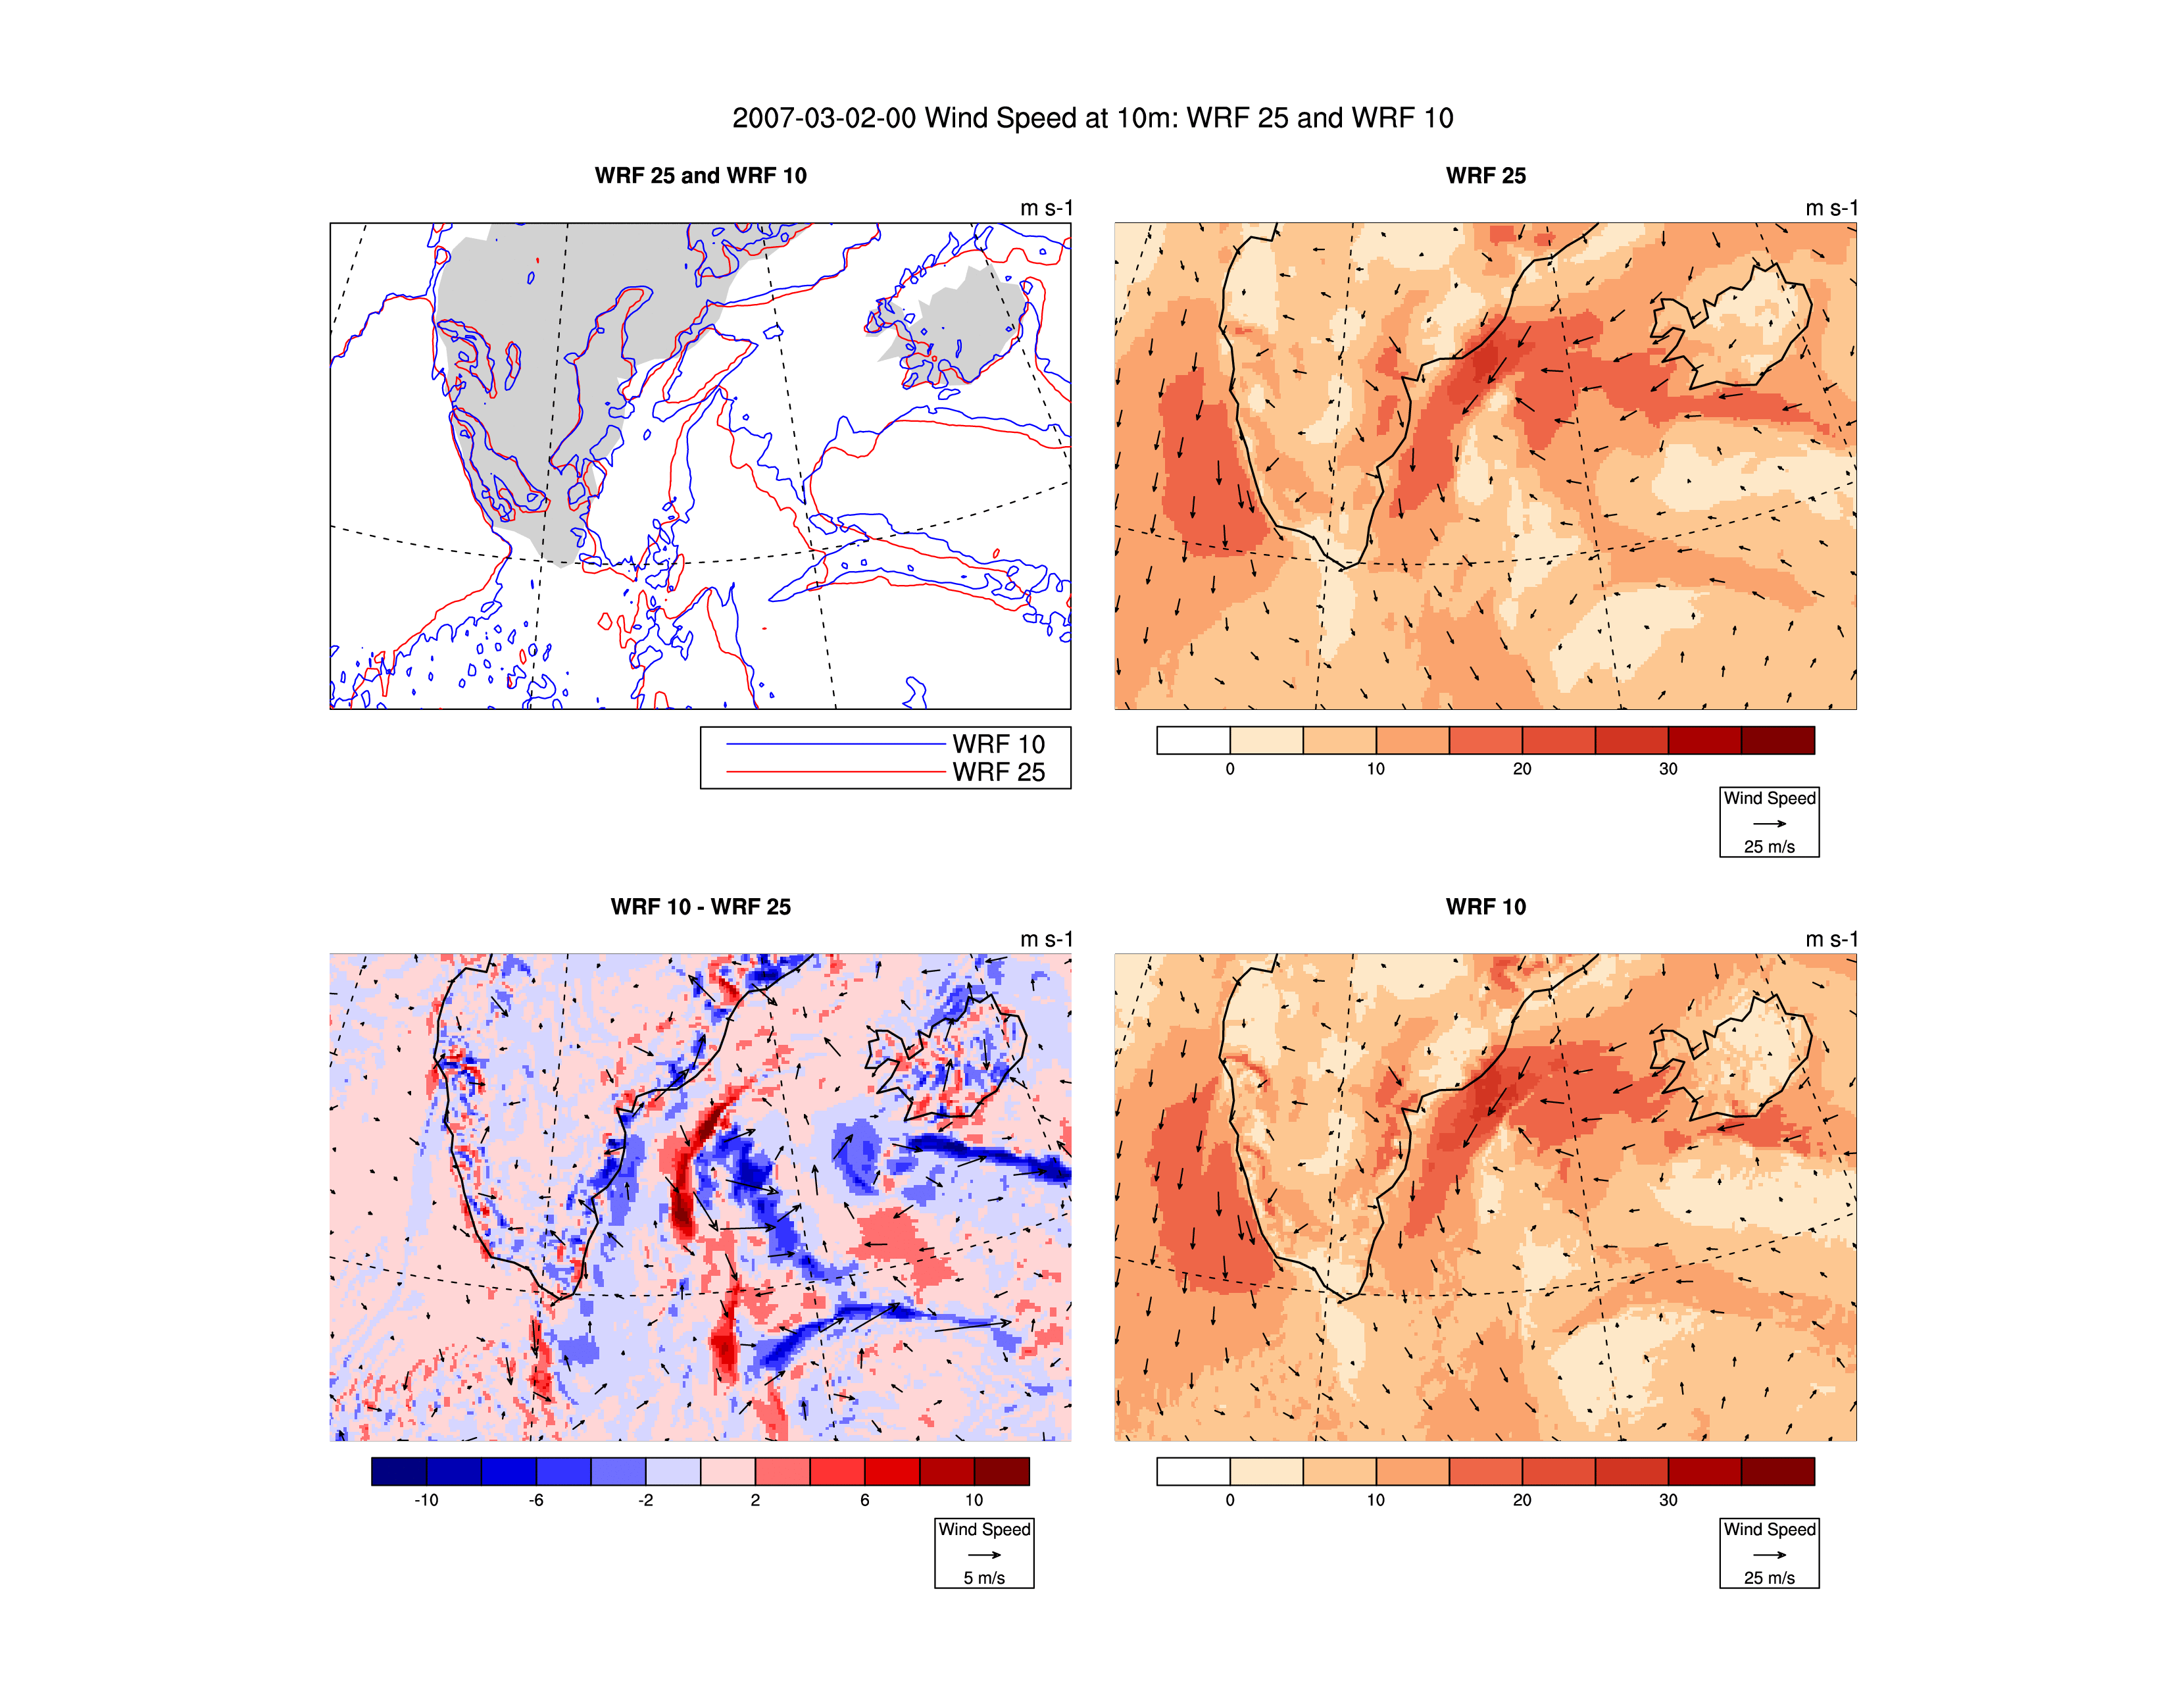 2007-03-02-00 Wind Speed at 10m: WRF 25 and WRF 10
WRF 25 and WRF 10
m s-1
WRF 10
WRF 25
WRF 25
m s-1
0 10 20 30
Wind Speed
25 m/s
WRF 10 - WRF 25
m s-1
-10 -6 -2 2 6 10
Wind Speed
5 m/s
WRF 10
m s-1
0 10 20 30
Wind Speed
25 m/s